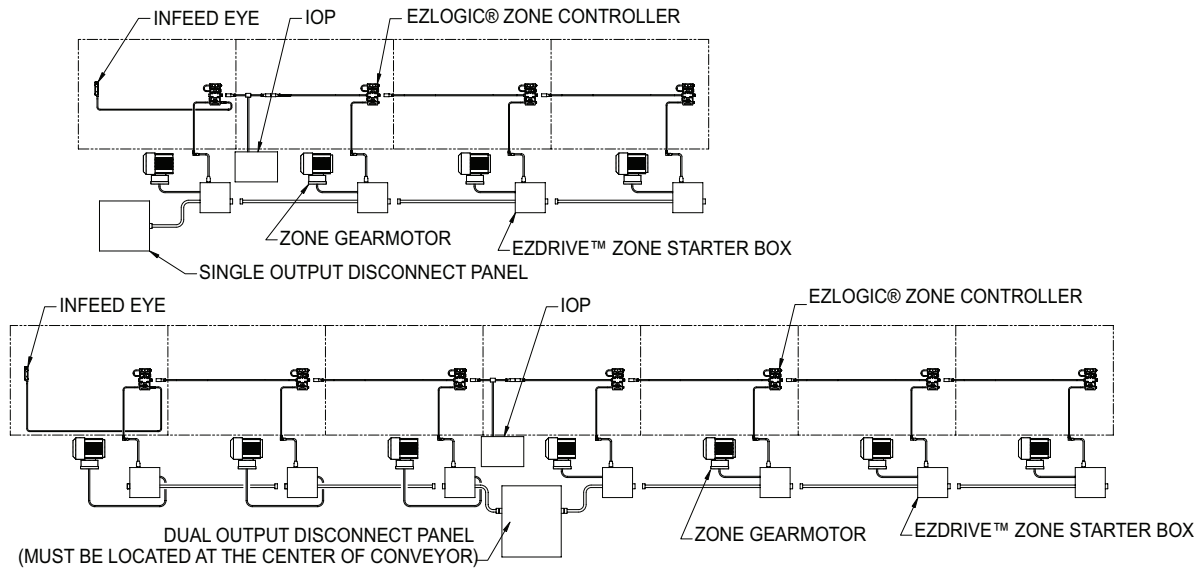 INFEED EYE
IOP
EZLOGIC® ZONE CONTROLLER
ZONE GEARMOTOR
EZDRIVE™ ZONE STARTER BOX
SINGLE OUTPUT DISCONNECT PANEL
INFEED EYE
IOP
EZLOGIC® ZONE CONTROLLER
DUAL OUTPUT DISCONNECT PANEL
(MUST BE LOCATED AT THE CENTER OF CONVEYOR)
ZONE GEARMOTOR
EZDRIVE™ ZONE STARTER BOX